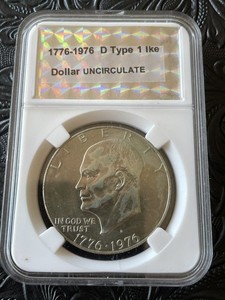 1776-1976 D Type 1 Ike
Dollar UNCIRCULATE
LIBERTY
IN GOD WE
TRUST
1776-1976